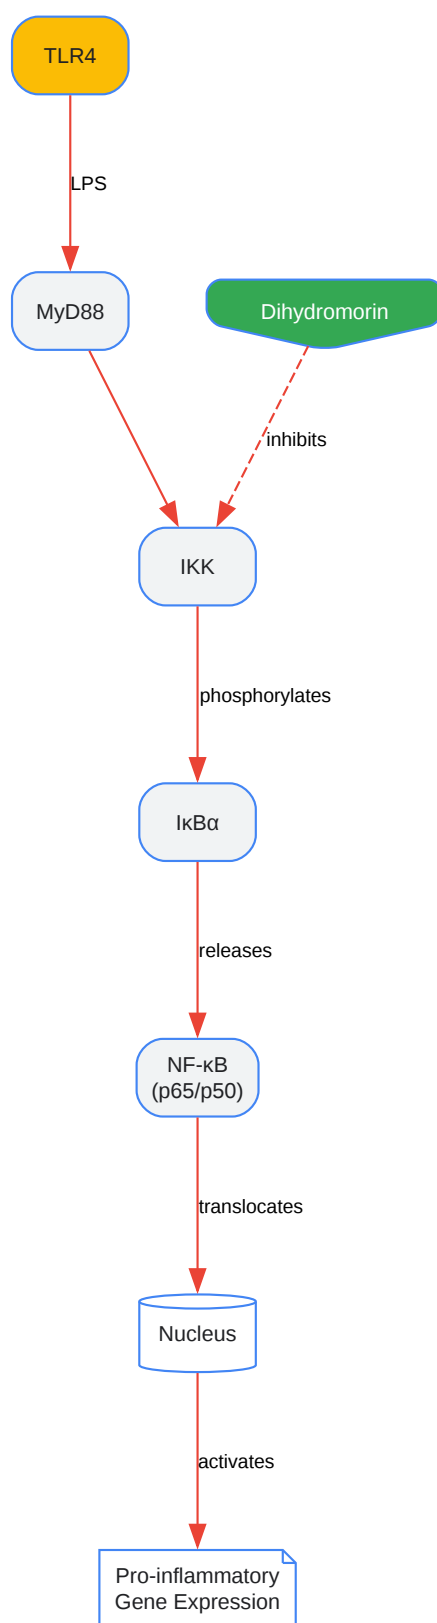 TLR4
LPS
MyD88
Dihydromorin
inhibits
IKK
phosphorylates
IκBα
releases
NF-κB
(p65/p50)
translocates
Nucleus
activates
Pro-inflammatory
Gene Expression